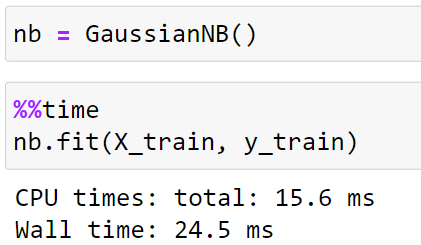 nb = GaussianNB()
%%time
nb.fit(X_train, y_train)
CPU times: total: 15.6 ms
Wall time: 24.5 ms